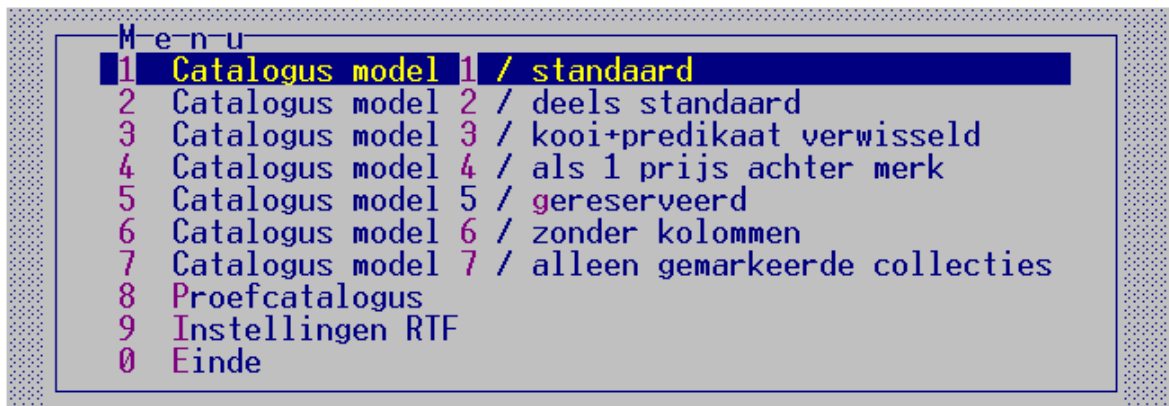 Menu
1 Catalogus model 1 / standaard
2 Catalogus model 2 / deels standaard
3 Catalogus model 3 / kooi+predikaat verwisseld
4 Catalogus model 4 / als 1 prijs achter merk
5 Catalogus model 5 / gereserveerd
6 Catalogus model 6 / zonder kolommen
7 Catalogus model 7 / alleen gemarkeerde collecties
8 Proefcatalogus
9 Instellingen RTF
0 Einde